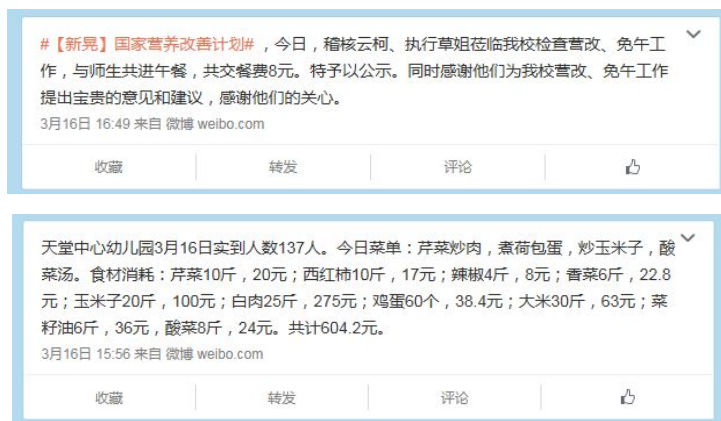 #【新晃】国家营养改善计划#，今日，稽核云柯、执行草姐莅临我校检查营改、免午工
作，与师生共进午餐，共交餐费8元。特予以公示。同时感谢他们为我校营改、免午工作
提出宝贵的意见和建议，感谢他们的关心。
3月16日 16:49 来自 微博 weibo.com
收藏 转发 评论
天堂中心幼儿园3月16日实到人数137人。今日菜单：芹菜炒肉，煮荷包蛋，炒玉米子，酸
菜汤。食材消耗：芹菜10斤，20元；西红柿10斤，17元；辣椒4斤，8元；香菜6斤，22.8
元；玉米子20斤，100元；白肉25斤，275元；鸡蛋60个，38.4元；大米30斤，63元；菜
籽油6斤，36元，酸菜8斤，24元。共计604.2元。
3月16日 15:56 来自 微博 weibo.com
收藏 转发 评论